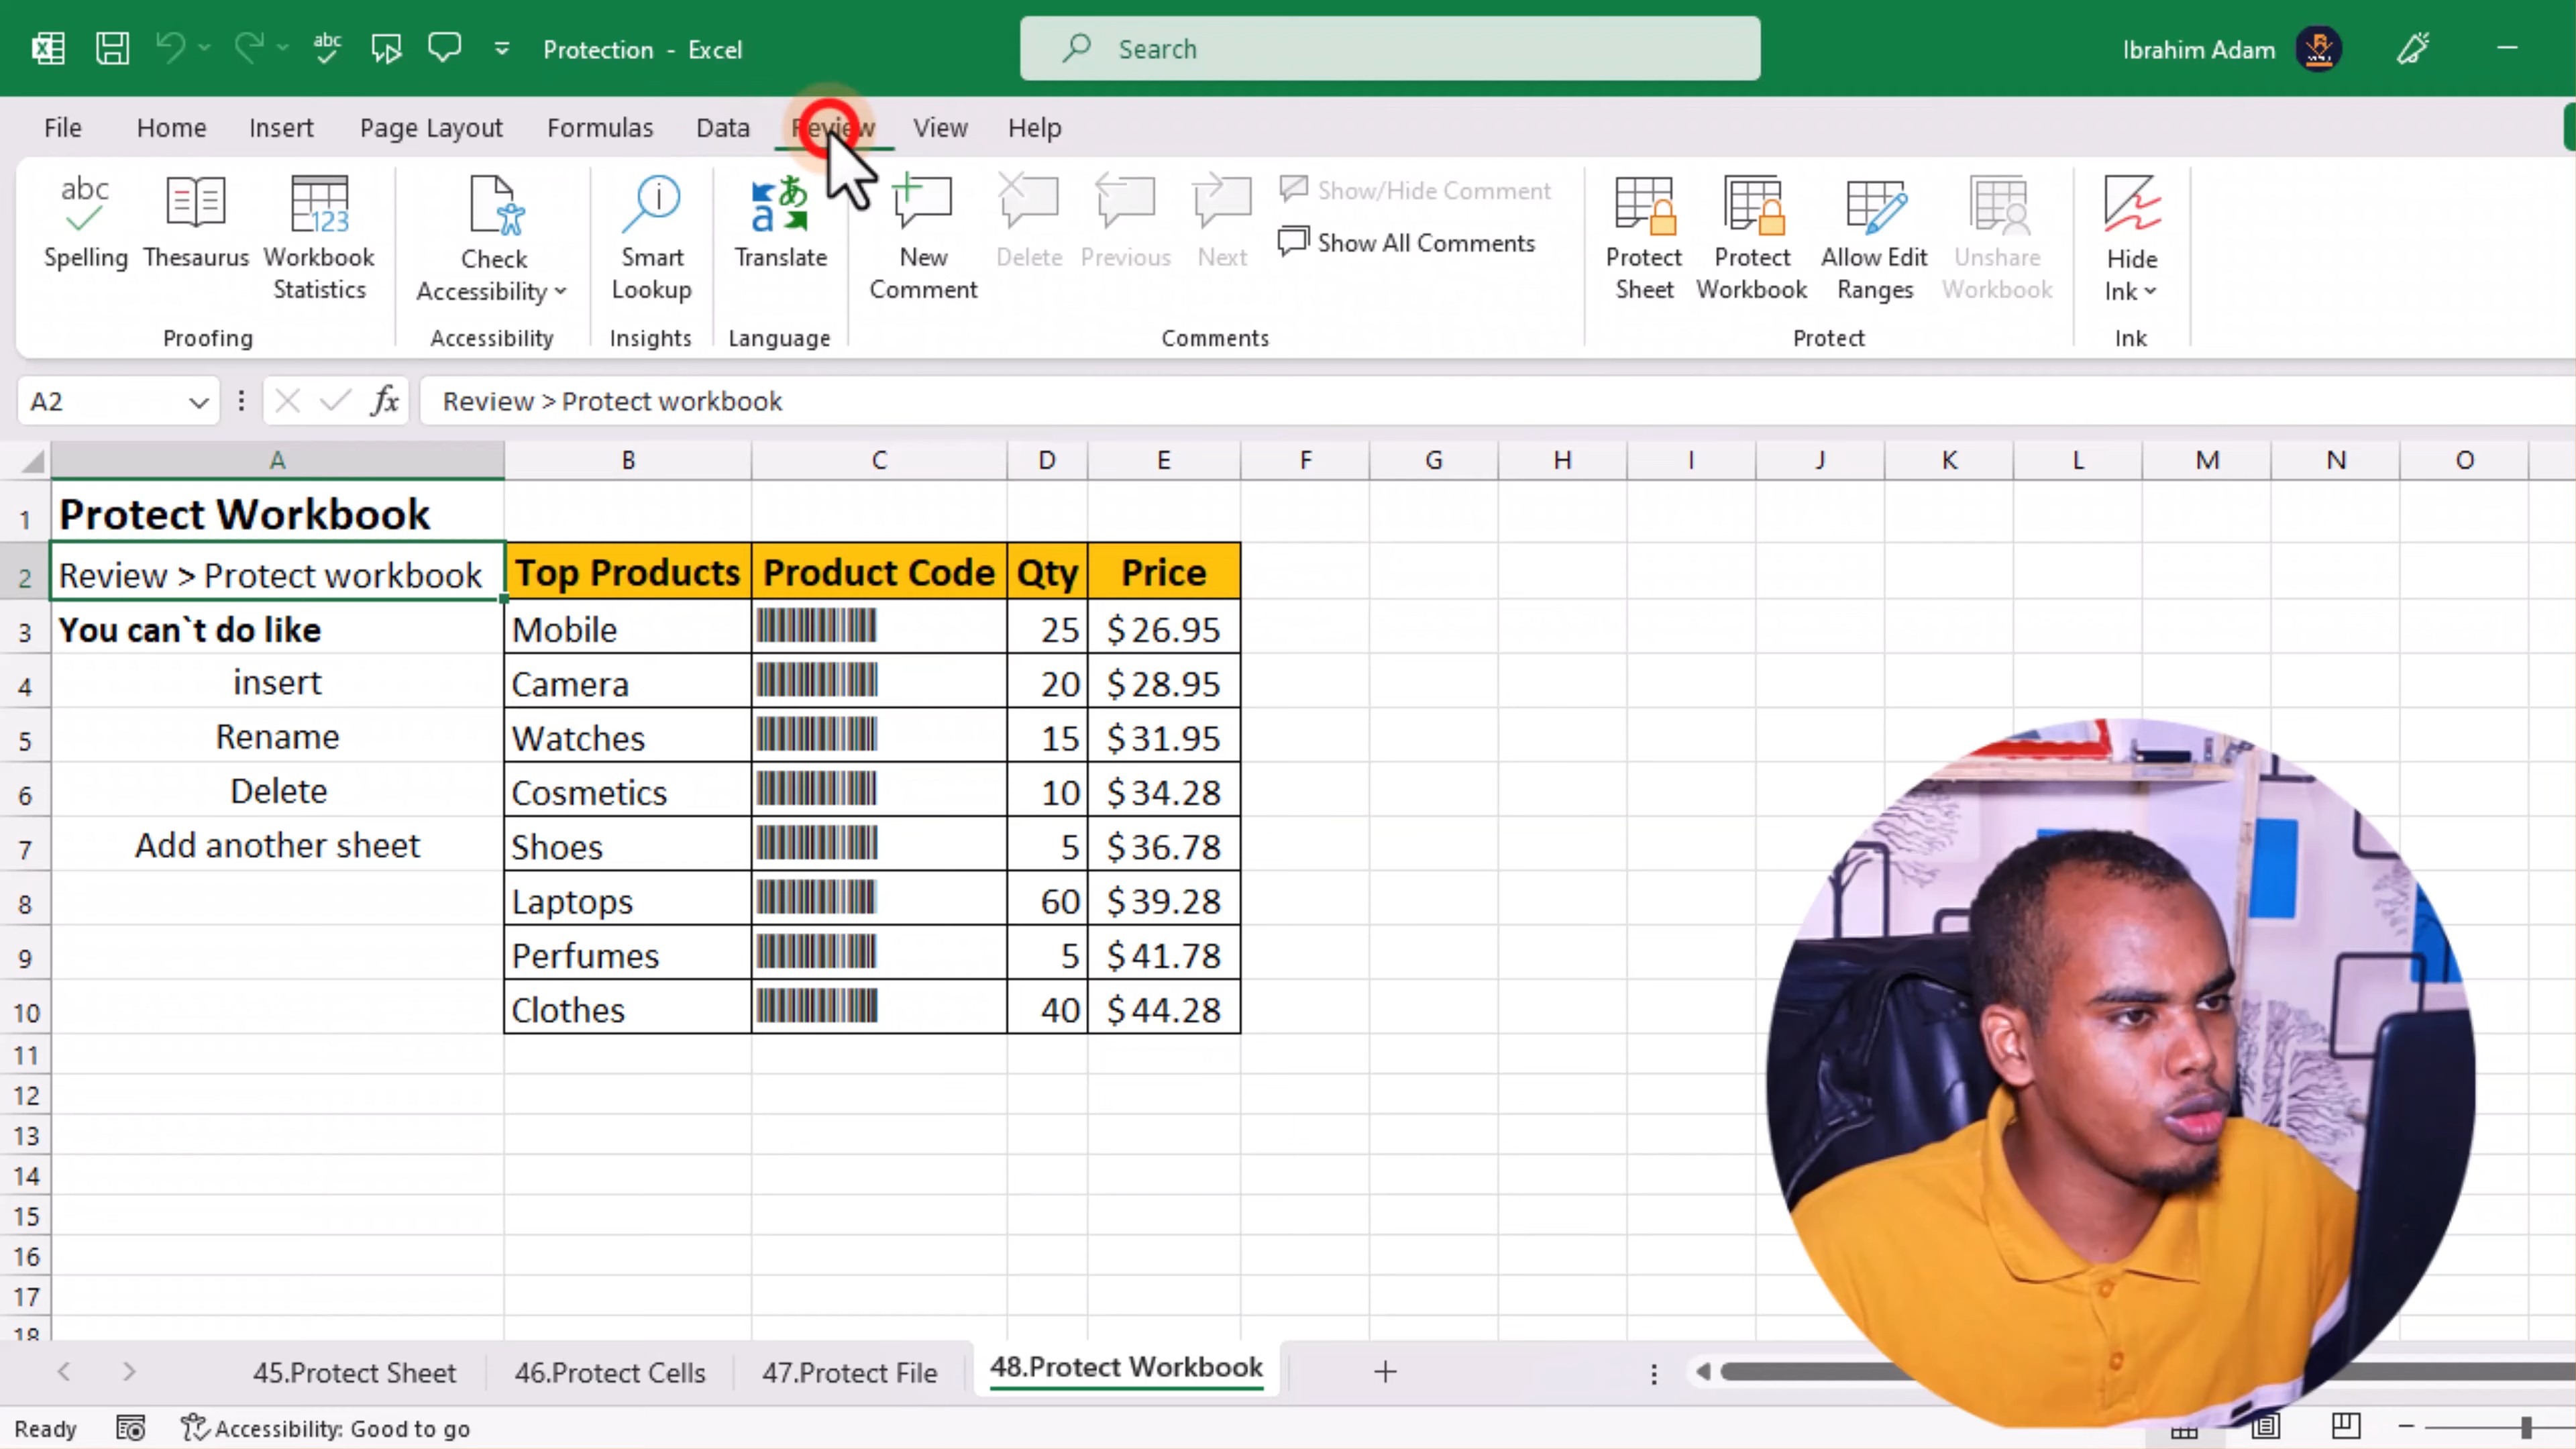 abc Protection - Excel Search Ibrahim Adam
File Home Insert Page Layout Formulas Data Review View Help
abc
Spelling Thesaurus 123 Workbook Statistics
Check Accessibility
Smart Lookup
a あ Translate
New Comment Delete Previous Next
Show/Hide Comment
Show All Comments
Protect Sheet Protect Workbook Allow Edit Ranges Unshare Workbook
Hide Ink
Proofing Accessibility Insights Language Comments Protect Ink
A2 fx Review > Protect workbook
A B C D E F G H I J K L M N O
1 Protect Workbook
2 Review > Protect workbook Top Products Product Code Qty Price
3 You can`t do like Mobile 25 $ 26.95
4 insert Camera 20 $ 28.95
5 Rename Watches 15 $ 31.95
6 Delete Cosmetics 10 $ 34.28
7 Add another sheet Shoes 5 $ 36.78
8 Laptops 60 $ 39.28
9 Perfumes 5 $ 41.78
10 Clothes 40 $ 44.28
11
12
13
14
15
16
17
18
45.Protect Sheet 46.Protect Cells 47.Protect File 48.Protect Workbook
Ready Accessibility: Good to go